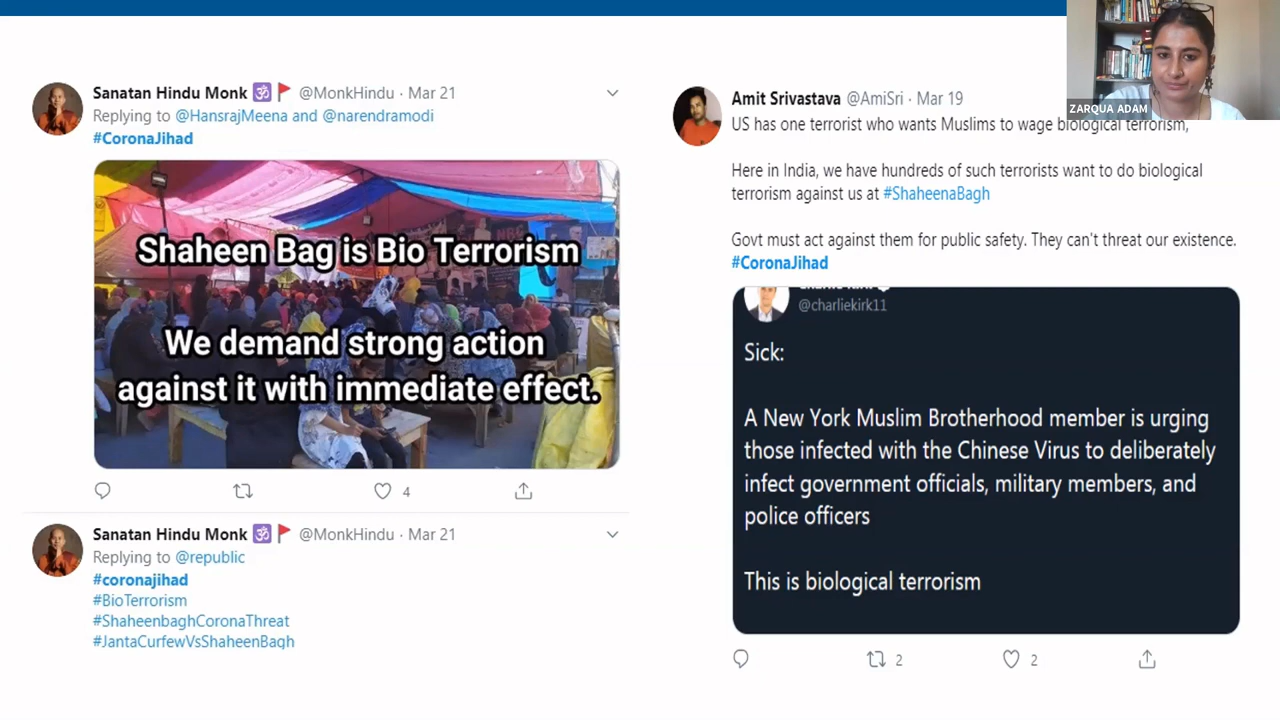 Sanatan Hindu Monk 🕉️🚩 @MonkHindu · Mar 21
Replying to @HansrajMeena and @narendramodi
#CoronaJihad
Shaheen Bag is Bio Terrorism
We demand strong action
against it with immediate effect.
4
Sanatan Hindu Monk 🕉️🚩 @MonkHindu · Mar 21
Replying to @republic
#coronajihad
#BioTerrorism
#ShaheenbaghCoronaThreat
#JantaCurfewVsShaheenBagh
ZARQUA ADAM
Amit Srivastava @AmiSri · Mar 19
US has one terrorist who wants Muslims to wage biological terrorism,
Here in India, we have hundreds of such terrorists want to do biological
terrorism against us at #ShaheenaBagh
Govt must act against them for public safety. They can't threat our existence.
#CoronaJihad
@charliekirk11
Sick:
A New York Muslim Brotherhood member is urging
those infected with the Chinese Virus to deliberately
infect government officials, military members, and
police officers
This is biological terrorism
2 2